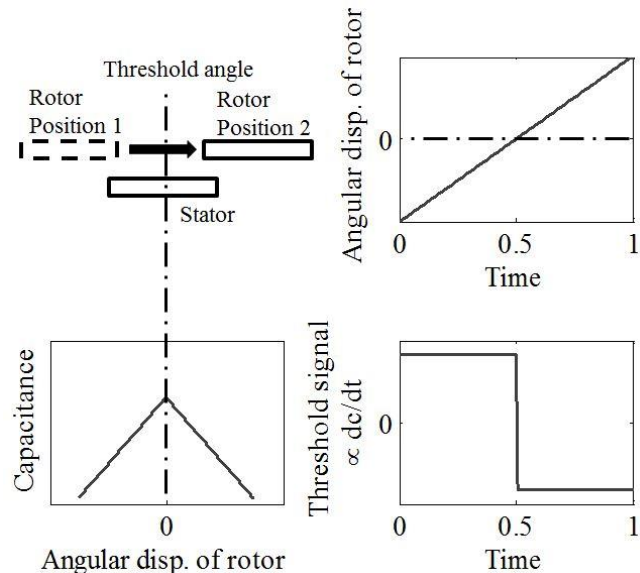 Threshold angle
Rotor
Position 1
Rotor
Position 2
Stator
Capacitance
0
Angular disp. of rotor
Angular disp. of rotor
0
0
0.5
1
Time
Threshold signal
∝ dc/dt
0
0
0.5
1
Time